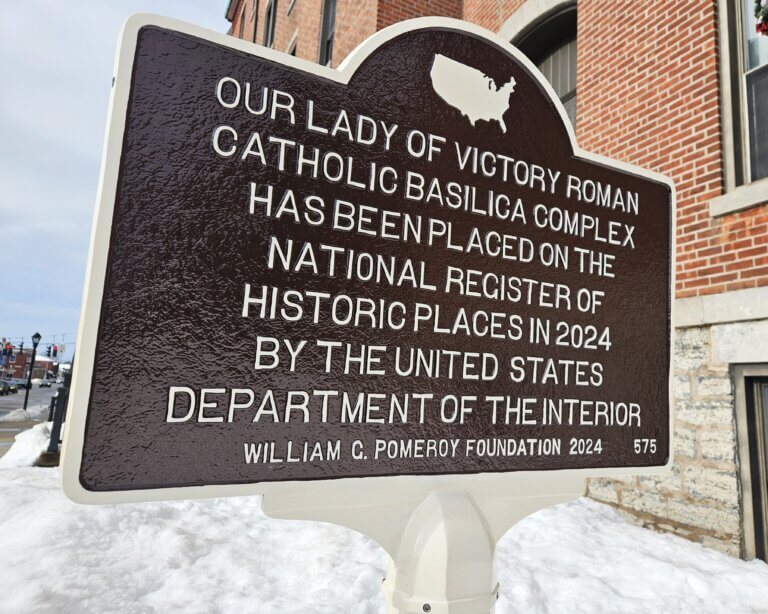 OUR LADY OF VICTORY ROMAN
CATHOLIC BASILICA COMPLEX
HAS BEEN PLACED ON THE
NATIONAL REGISTER OF
HISTORIC PLACES IN 2024
BY THE UNITED STATES
DEPARTMENT OF THE INTERIOR
WILLIAM G. POMEROY FOUNDATION 2024 575